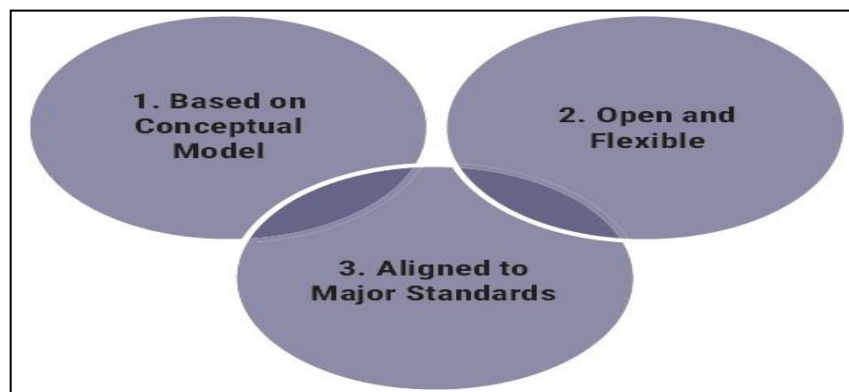 1. Based on
Conceptual
Model
2. Open and
Flexible
3. Aligned to
Major Standards